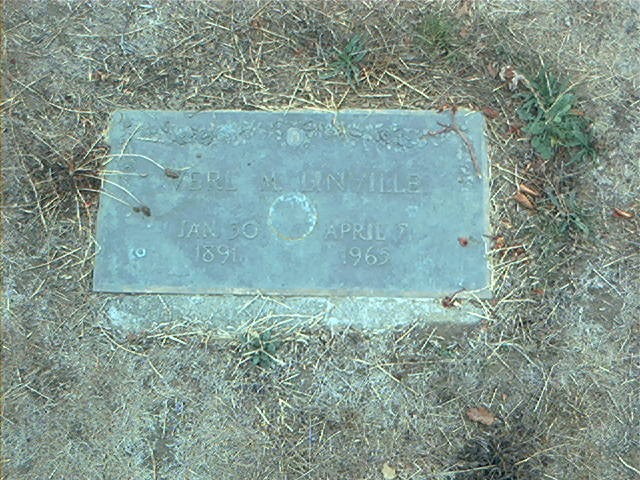 VERL M. LINVILLE
JAN 30 APRIL 7
1891 1965